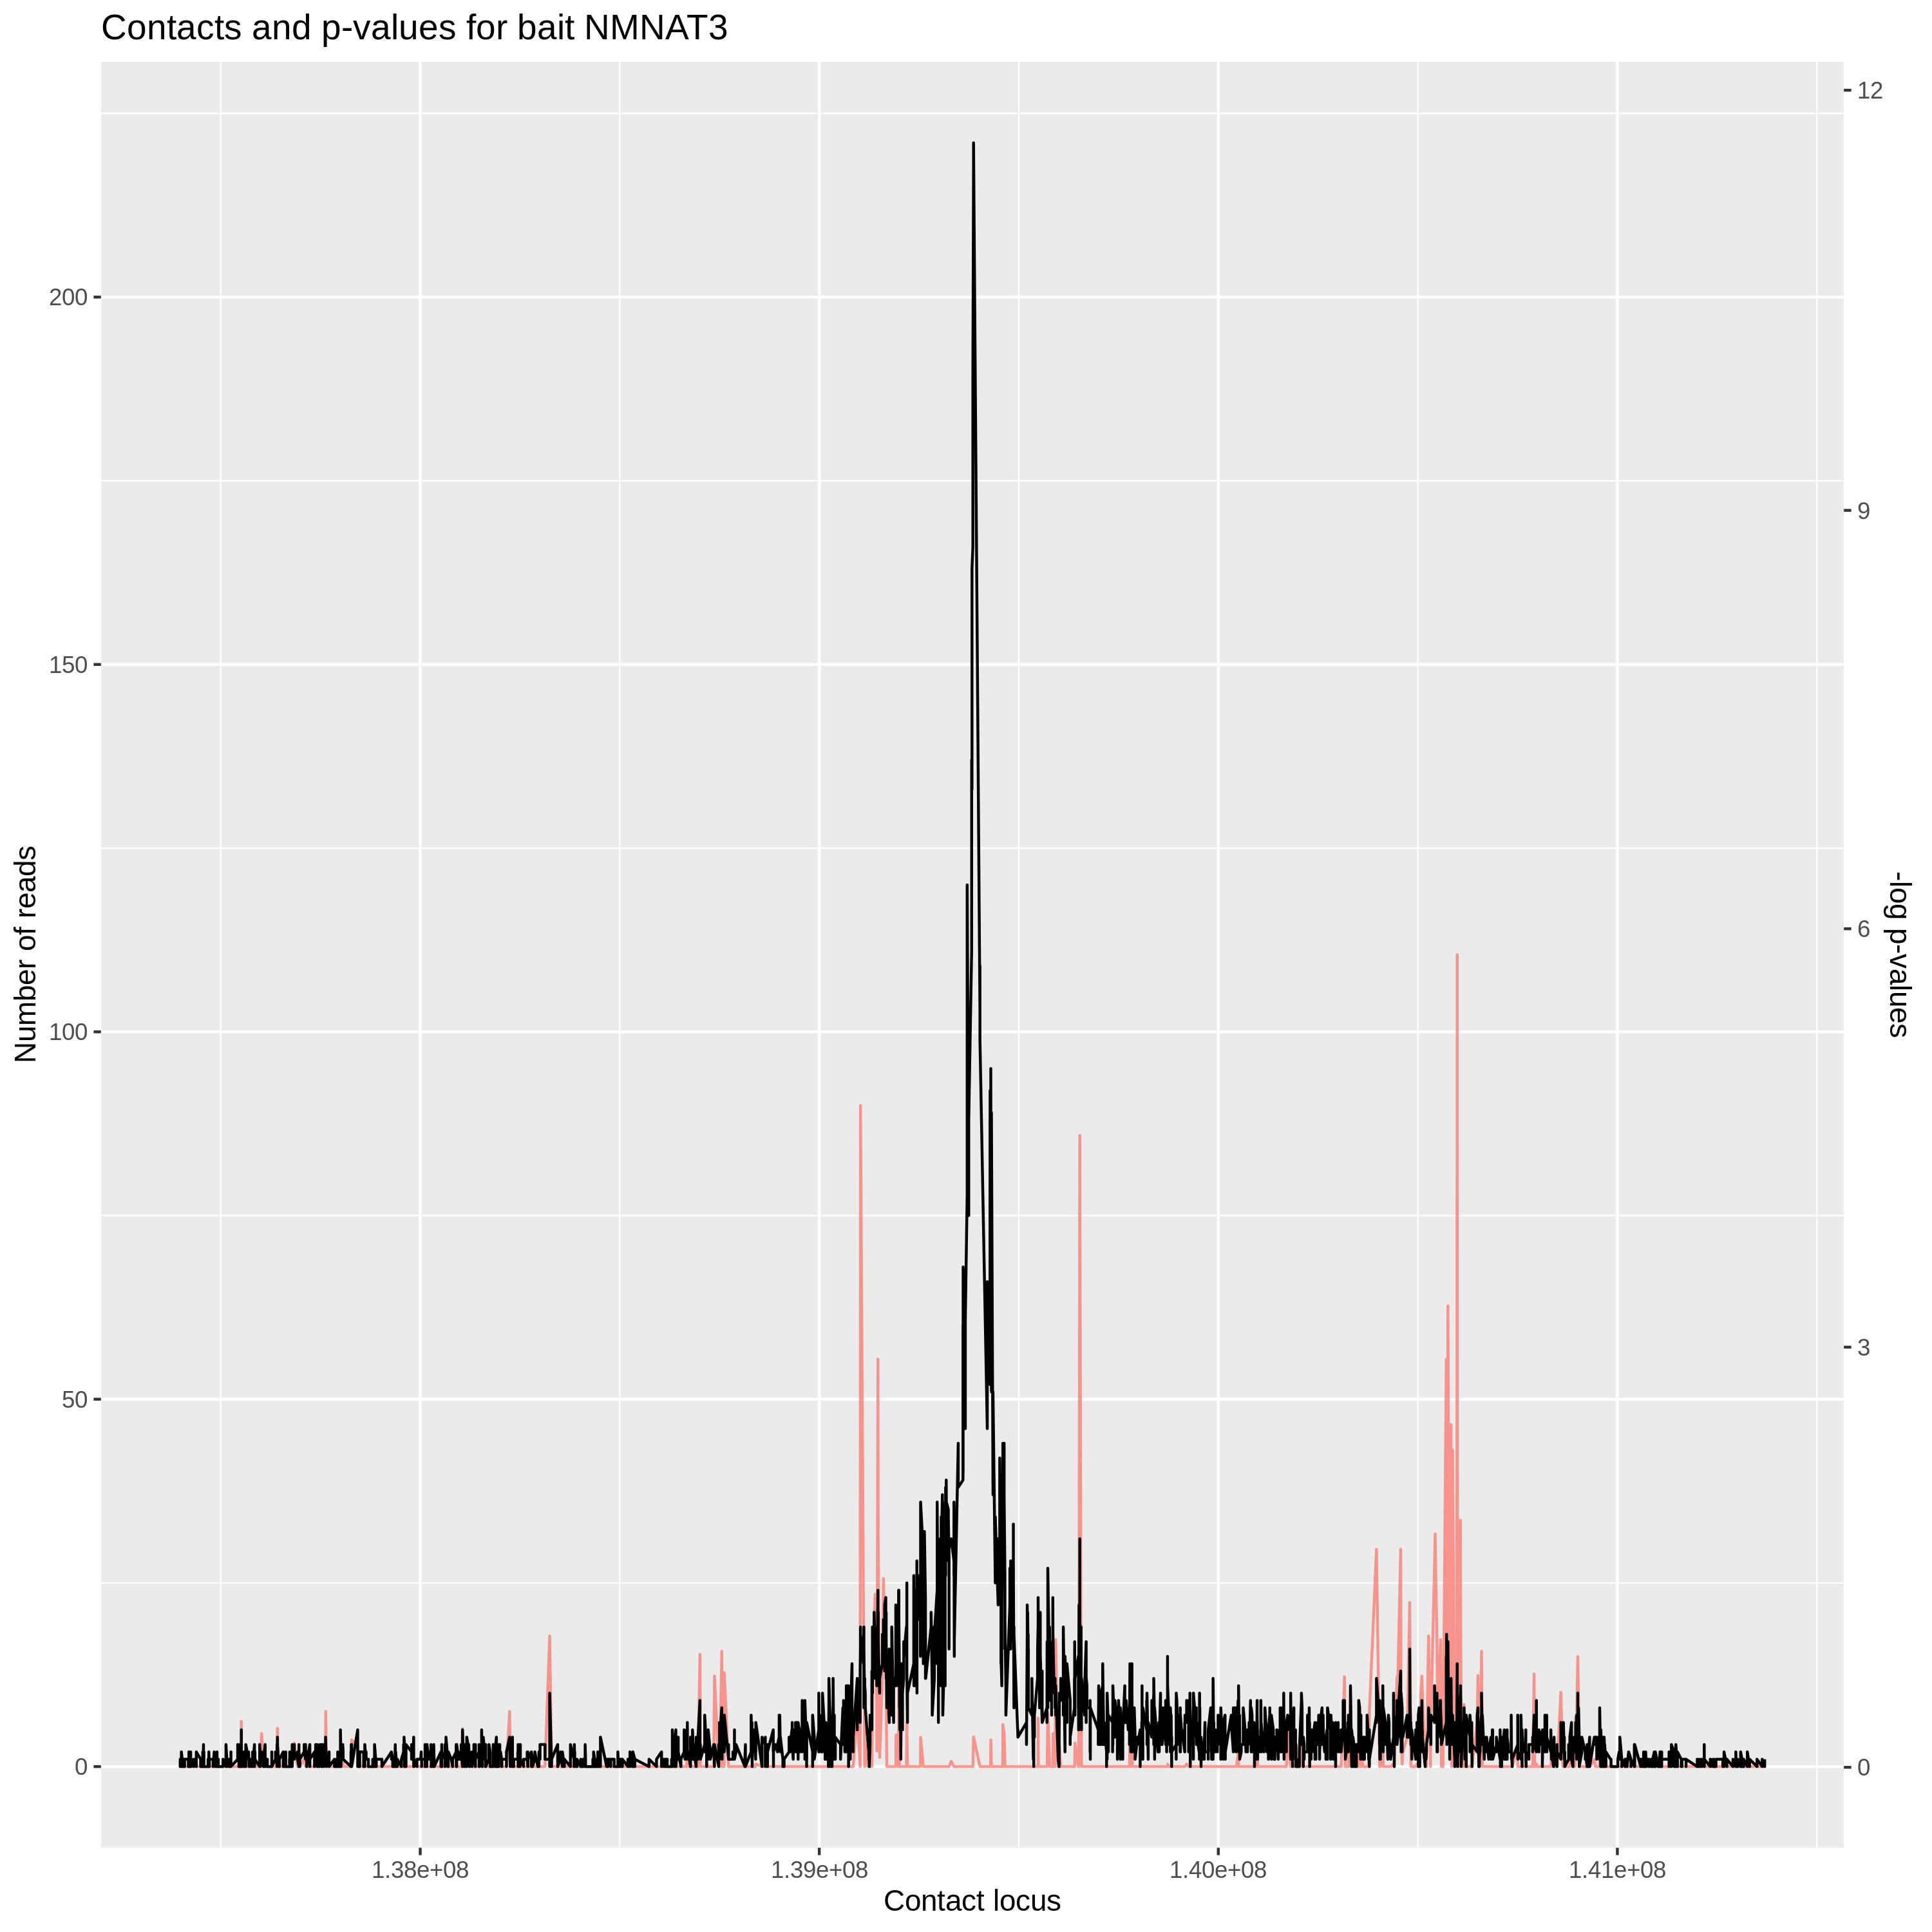 Contacts and p-values for bait NMNAT3
12
200
9
150
Number of reads
-log p-values
6
100
3
50
0
0
1.38e+08
1.39e+08
1.40e+08
1.41e+08
Contact locus